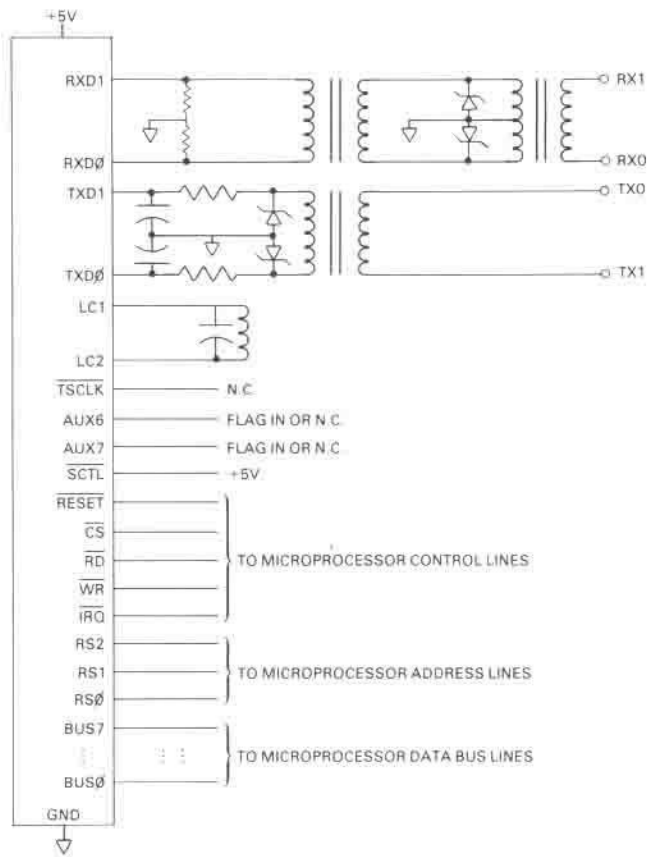 +5V
RXD1
RX1
RXDØ
RX0
TXD1
TX0
TXDØ
TX1
LC1
LC2
TSCLK
N.C.
AUX6
FLAG IN OR N.C.
AUX7
FLAG IN OR N.C.
SCTL
+5V
RESET
CS
RD
TO MICROPROCESSOR CONTROL LINES
WR
IRQ
RS2
RS1
TO MICROPROCESSOR ADDRESS LINES
RSØ
BUS7
TO MICROPROCESSOR DATA BUS LINES
BUSØ
GND